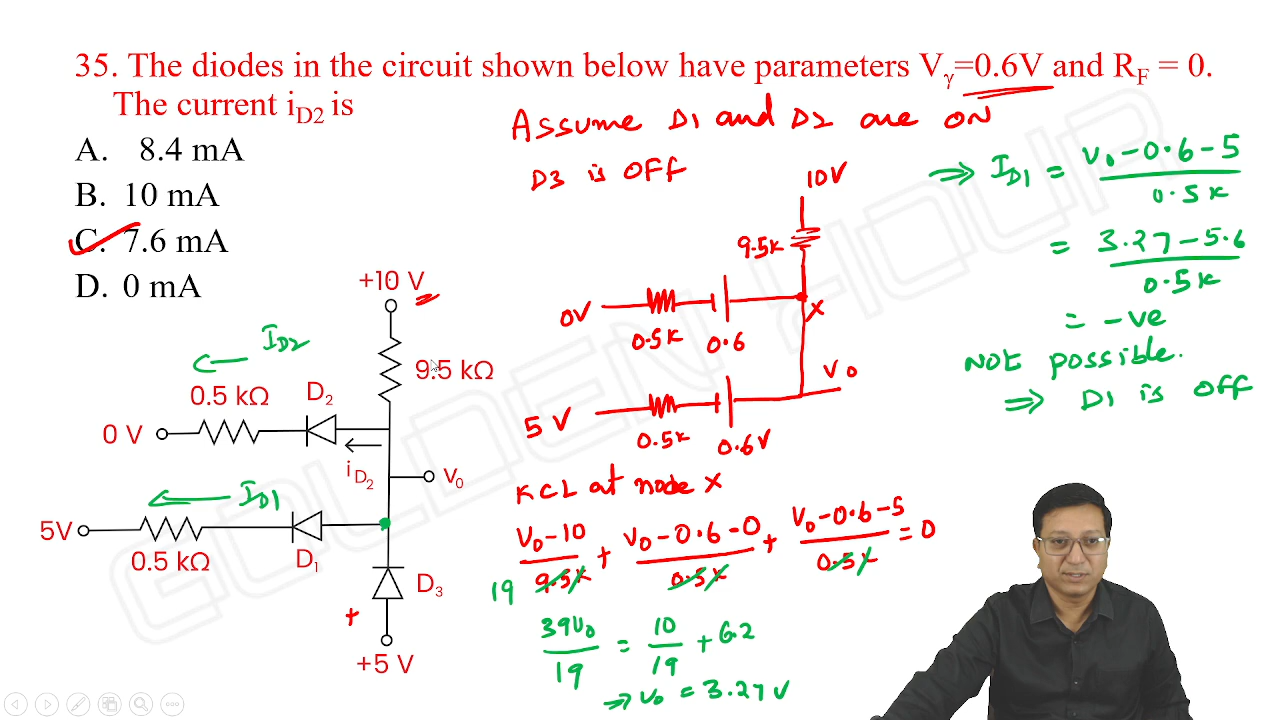 35. The diodes in the circuit shown below have parameters Vγ=0.6V and RF = 0.
The current iD2 is
A. 8.4 mA
B. 10 mA
C. 7.6 mA
D. 0 mA
+10 V
9.5 kΩ
ID2
0.5 kΩ
D2
0 V
iD2
V0
ID1
5V
0.5 kΩ
D1
D3
+
+5 V
Assume D1 and D2 are ON
D3 is OFF
10V
9.5K
0V
0.5K
0.6
X
V0
5V
0.5K
0.6V
KCL at node X
V0-10/9.5K + V0-0.6-0/0.5K + V0-0.6-5/0.5K = 0
19
39V0/19 = 10/19 + 6.2
⇒ V0 = 3.27V
⇒ ID1 = V0-0.6-5/0.5K
= 3.27-5.6/0.5K
= -ve
Not possible.
⇒ D1 is OFF
GOLDEN HOUR